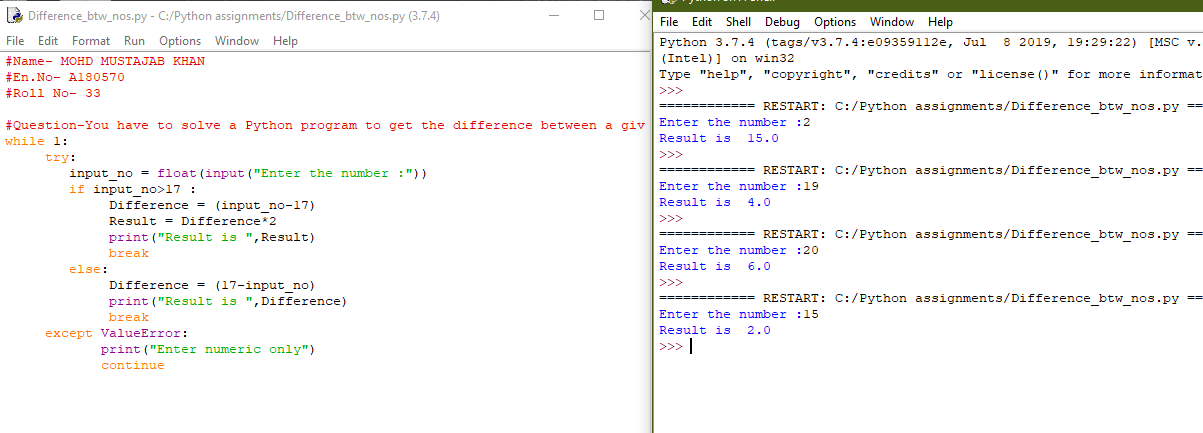 Difference_btw_nos.py - C:/Python assignments/Difference_btw_nos.py (3.7.4)
File Edit Format Run Options Window Help
#Name- MOHD MUSTAJAB KHAN
#En.No- A180570
#Roll No- 33
#Question-You have to solve a Python program to get the difference between a giv
while 1:
try:
input_no = float(input("Enter the number :"))
if input_no>17 :
Difference = (input_no-17)
Result = Difference*2
print("Result is ",Result)
break
else:
Difference = (17-input_no)
print("Result is ",Difference)
break
except ValueError:
print("Enter numeric only")
continue
File Edit Shell Debug Options Window Help
Python 3.7.4 (tags/v3.7.4:e09359112e, Jul  8 2019, 19:29:22) [MSC v.
(Intel)] on win32
Type "help", "copyright", "credits" or "license()" for more informat
>>>
============ RESTART: C:/Python assignments/Difference_btw_nos.py ==
Enter the number :2
Result is  15.0
>>>
============ RESTART: C:/Python assignments/Difference_btw_nos.py ==
Enter the number :19
Result is  4.0
>>>
============ RESTART: C:/Python assignments/Difference_btw_nos.py ==
Enter the number :20
Result is  6.0
>>>
============ RESTART: C:/Python assignments/Difference_btw_nos.py ==
Enter the number :15
Result is  2.0
>>>